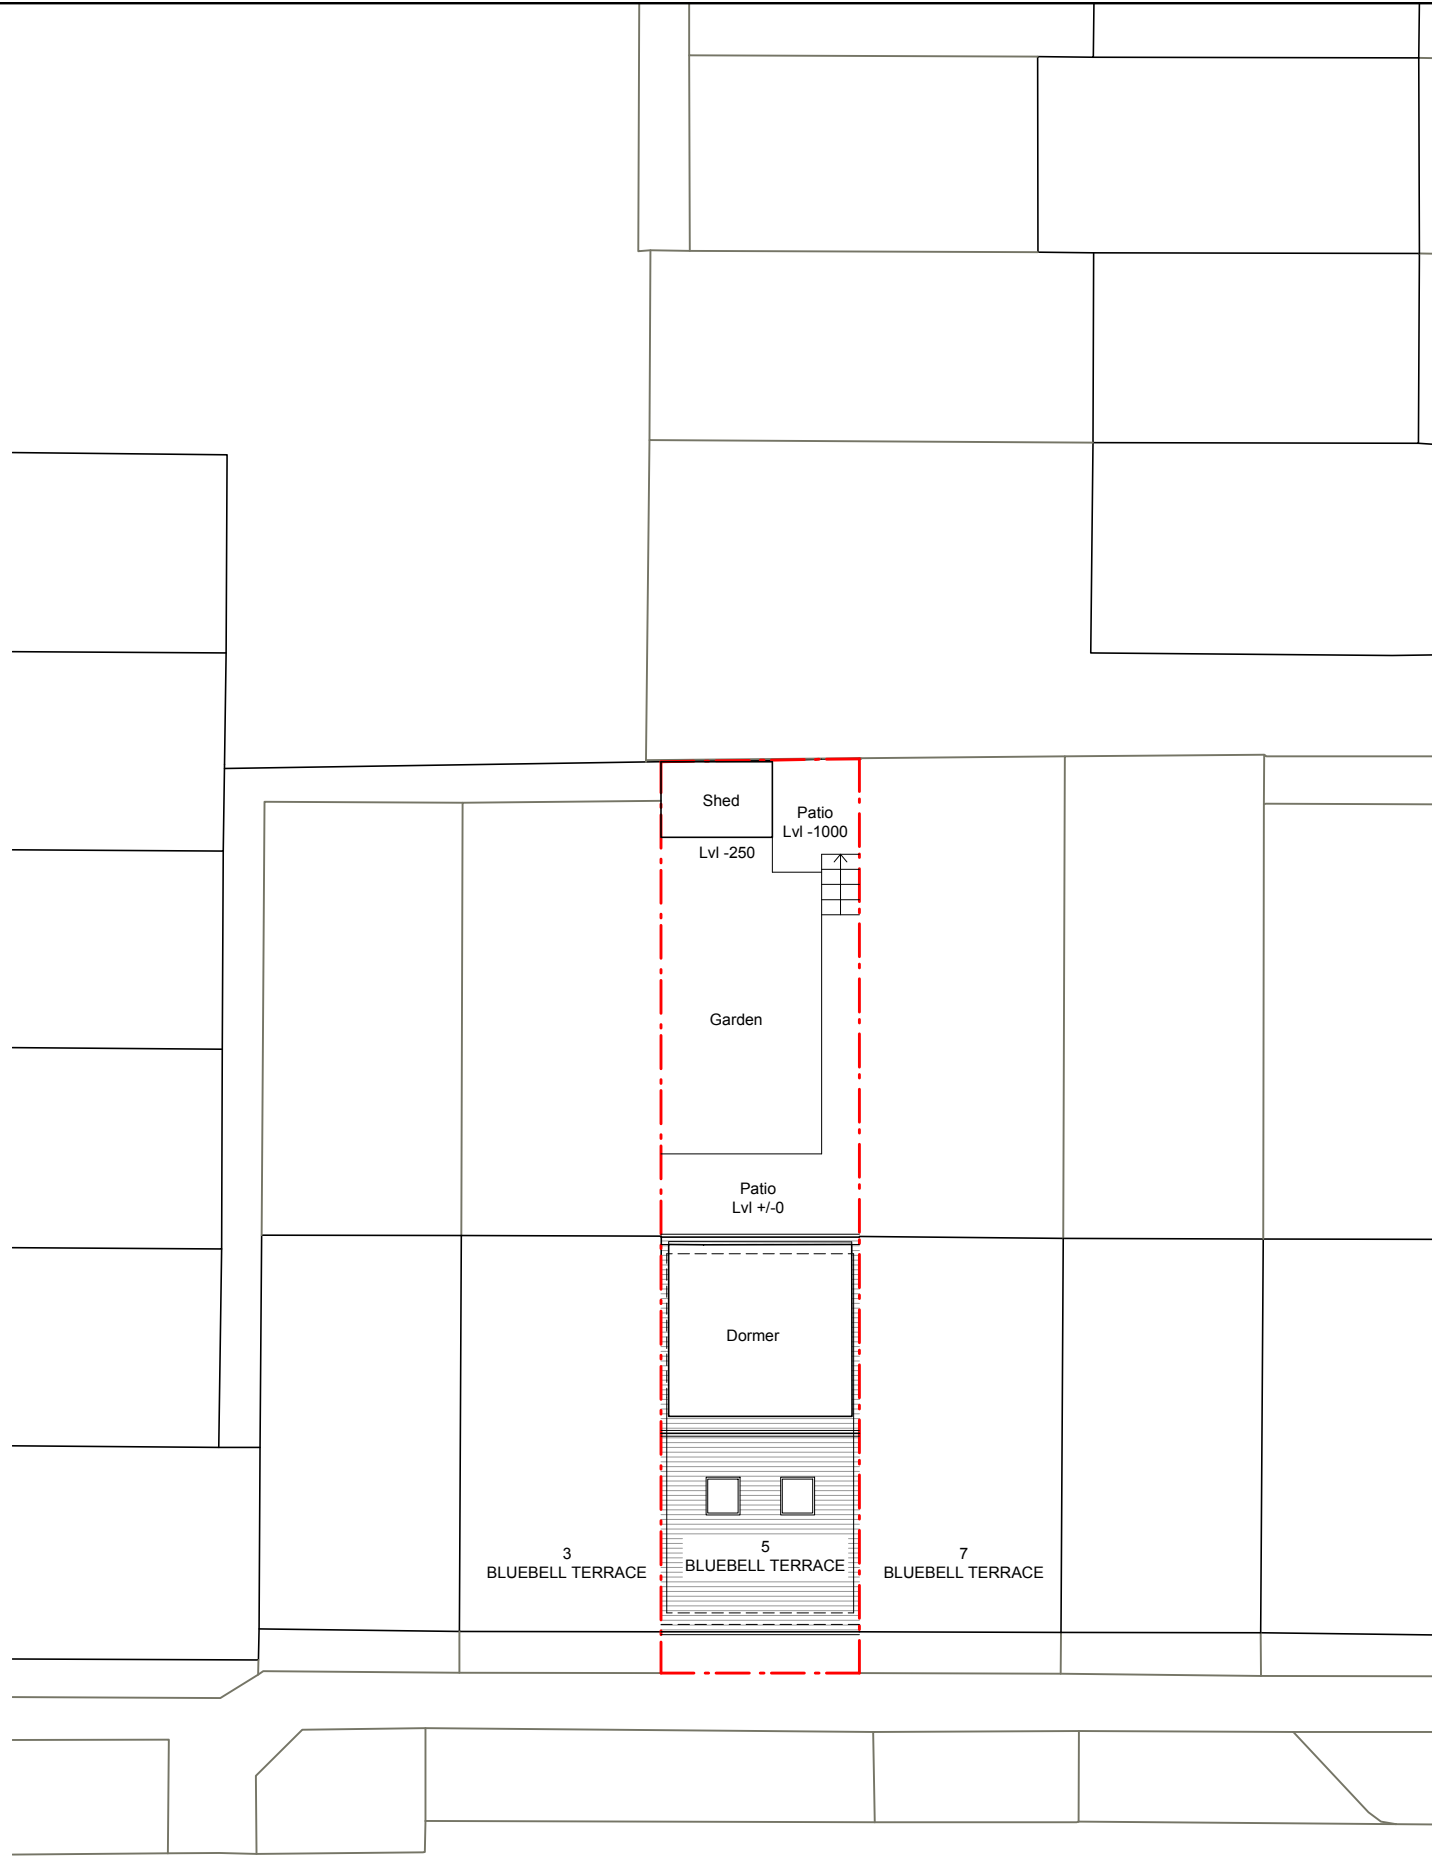 Shed
Patio
Lvl -1000
Lvl -250
Garden
Patio
Lvl +/-0
Dormer
3
BLUEBELL TERRACE
5
BLUEBELL TERRACE
7
BLUEBELL TERRACE